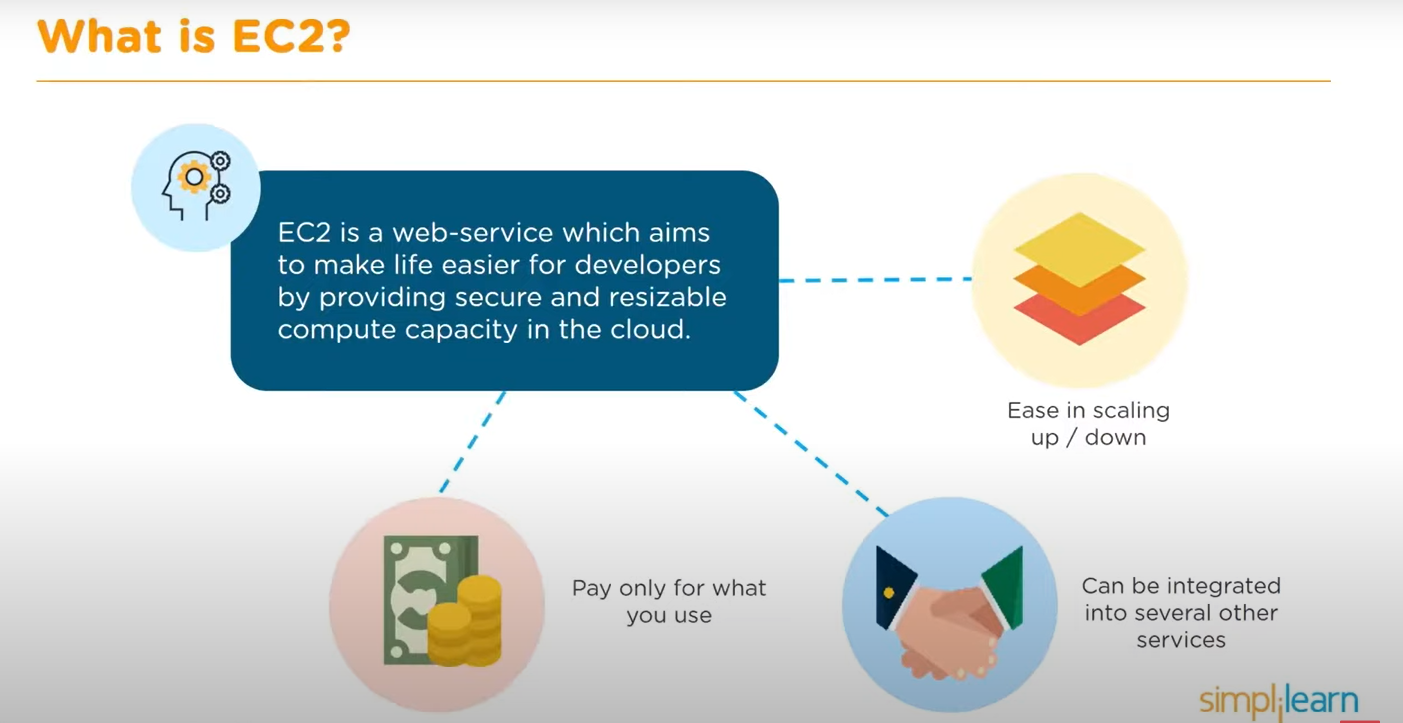 What is EC2?
EC2 is a web-service which aims
to make life easier for developers
by providing secure and resizable
compute capacity in the cloud.
Ease in scaling
up / down
Pay only for what
you use
Can be integrated
into several other
services
simplilearn